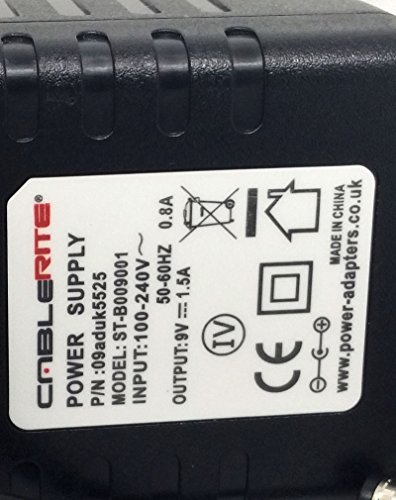 CABLERITE®
POWER SUPPLY
P/N :09aduk5525
MODEL: ST-B009001
INPUT:100-240V～
50-60HZ 0.8A
OUTPUT:9V⎓1.5A
IV
CE
MADE IN CHINA
www.power-adapters.co.uk